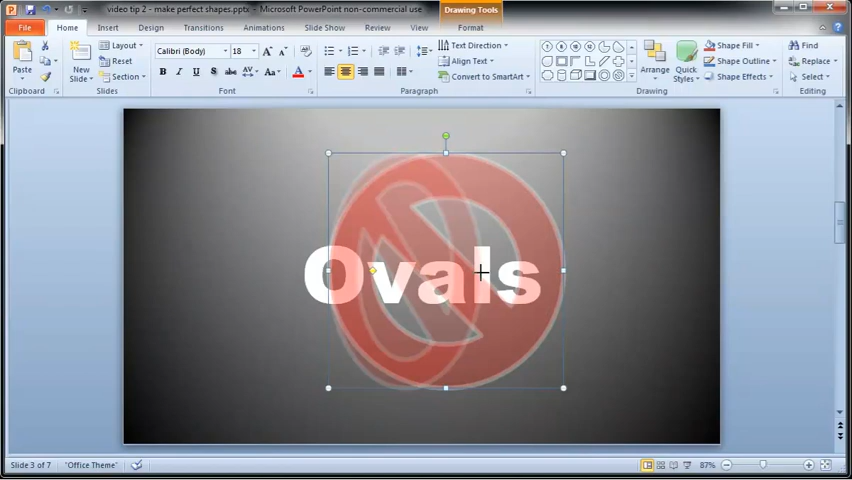 video tip 2 - make perfect shapes.pptx - Microsoft PowerPoint non-commercial use
Drawing Tools
File Home Insert Design Transitions Animations Slide Show Review View Format
Paste
Clipboard
New Slide
Layout
Reset
Section
Slides
Calibri (Body) 18
B I U S abc AV Aa A
Font
Text Direction
Align Text
Convert to SmartArt
Paragraph
Arrange
Quick Styles
Shape Fill
Shape Outline
Shape Effects
Drawing
Find
Replace
Select
Editing
Ovals
Slide 3 of 7 "Office Theme" 87%